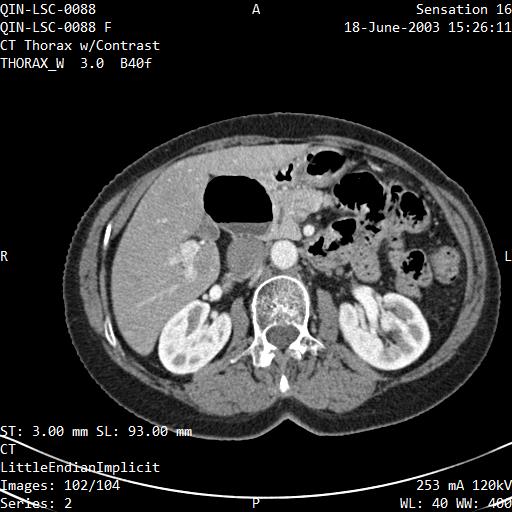 QIN-LSC-0088 A Sensation 16
QIN-LSC-0088 F 18-June-2003 15:26:11
CT Thorax w/Contrast
THORAX_W 3.0 B40f
R L
ST: 3.00 mm SL: 93.00 mm
CT
LittleEndianImplicit
Images: 102/104 253 mA 120kV
Series: 2 P WL: 40 WW: 400